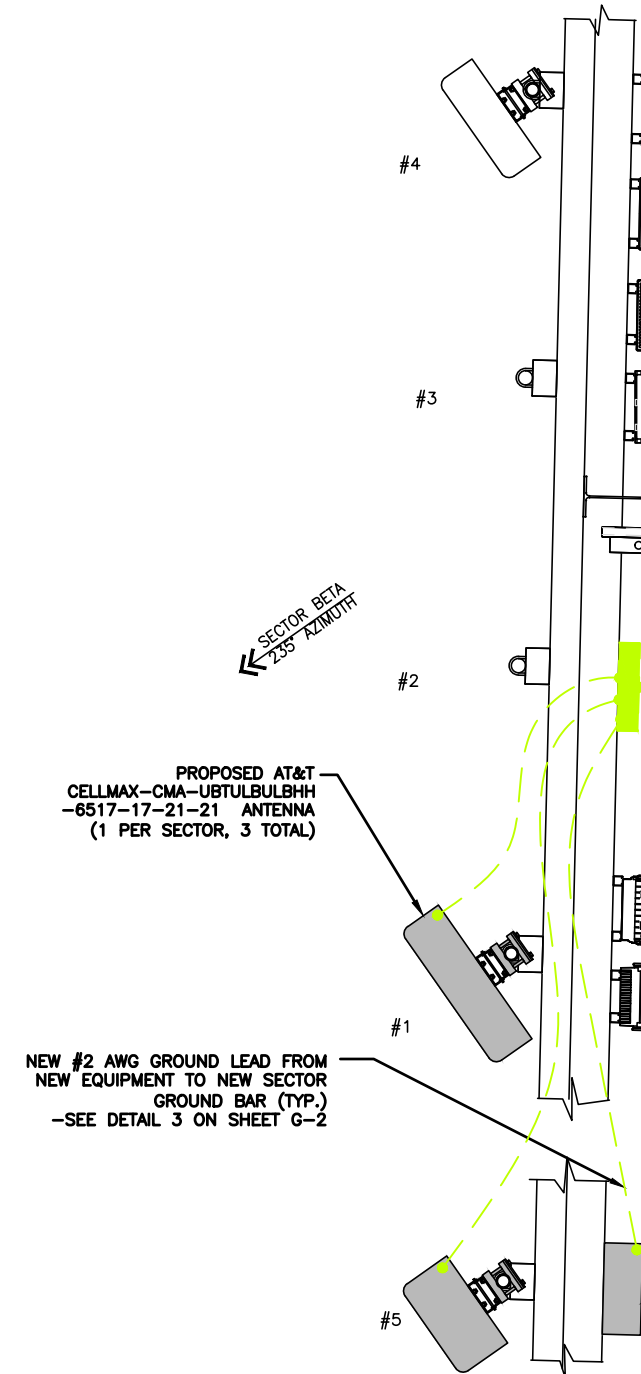 #4
#3
SECTOR BETA
235° AZIMUTH
#2
PROPOSED AT&T
CELLMAX-CMA-UBTULBULBHH
-6517-17-21-21 ANTENNA
(1 PER SECTOR, 3 TOTAL)
#1
NEW #2 AWG GROUND LEAD FROM
NEW EQUIPMENT TO NEW SECTOR
GROUND BAR (TYP.)
-SEE DETAIL 3 ON SHEET G-2
#5